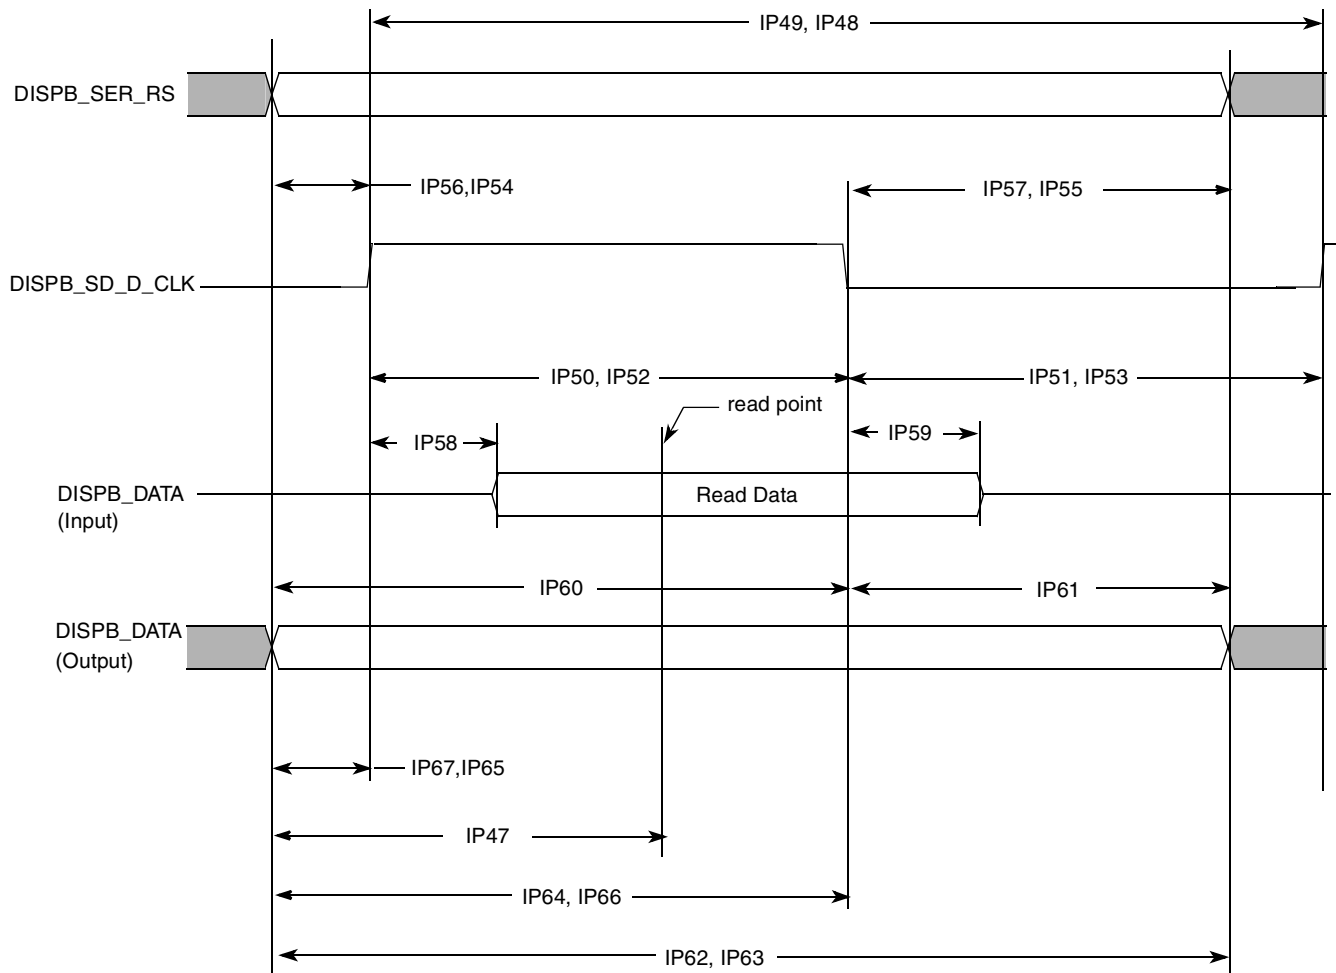 IP49, IP48
DISPB_SER_RS
IP56,IP54
IP57, IP55
DISPB_SD_D_CLK
IP50, IP52
IP51, IP53
read point
IP58
IP59
DISPB_DATA
(Input)
Read Data
IP60
IP61
DISPB_DATA
(Output)
IP67,IP65
IP47
IP64, IP66
IP62, IP63